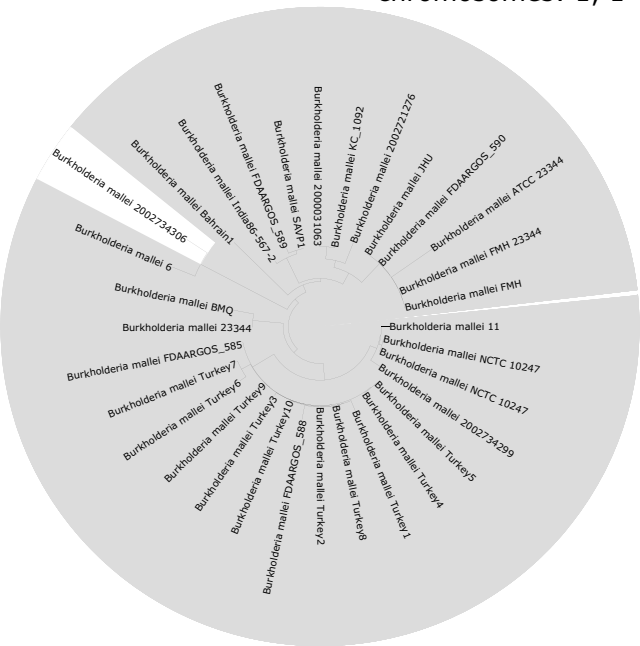 Burkholderia mallei 2002734306
Burkholderia mallei Bahrain1
Burkholderia mallei India86-567-2
Burkholderia mallei FDAARGOS_589
Burkholderia mallei SAVP1
Burkholderia mallei 2000031063
Burkholderia mallei KC_1092
Burkholderia mallei 2002721276
Burkholderia mallei JHU
Burkholderia mallei FDAARGOS_590
Burkholderia mallei ATCC 23344
Burkholderia mallei FMH 23344
Burkholderia mallei FMH
Burkholderia mallei 11
Burkholderia mallei NCTC 10247
Burkholderia mallei NCTC 10247
Burkholderia mallei 2002734299
Burkholderia mallei Turkey5
Burkholderia mallei Turkey4
Burkholderia mallei Turkey1
Burkholderia mallei Turkey8
Burkholderia mallei Turkey2
Burkholderia mallei FDAARGOS_588
Burkholderia mallei Turkey10
Burkholderia mallei Turkey3
Burkholderia mallei Turkey9
Burkholderia mallei Turkey6
Burkholderia mallei Turkey7
Burkholderia mallei FDAARGOS_585
Burkholderia mallei 23344
Burkholderia mallei BMQ
Burkholderia mallei 6